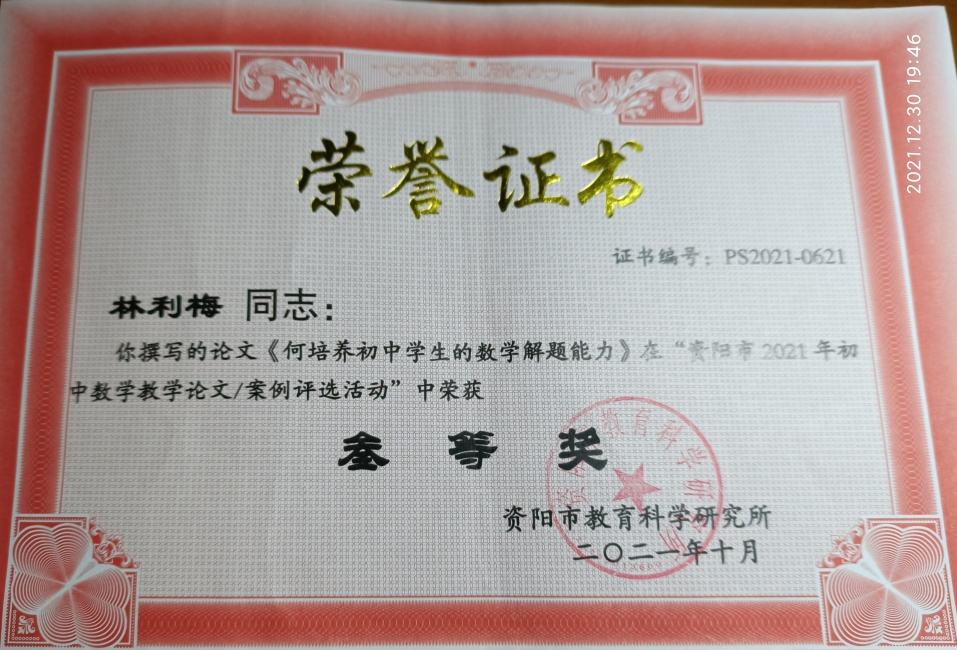 2021.12.30 19:46
荣誉证书
证书编号：PS2021-0621
林利梅 同志：
你撰写的论文《何培养初中学生的数学解题能力》在“资阳市2021年初
中数学教学论文/案例评选活动”中荣获
叁等奖
资阳市教育科学研究所
二〇二一年十月